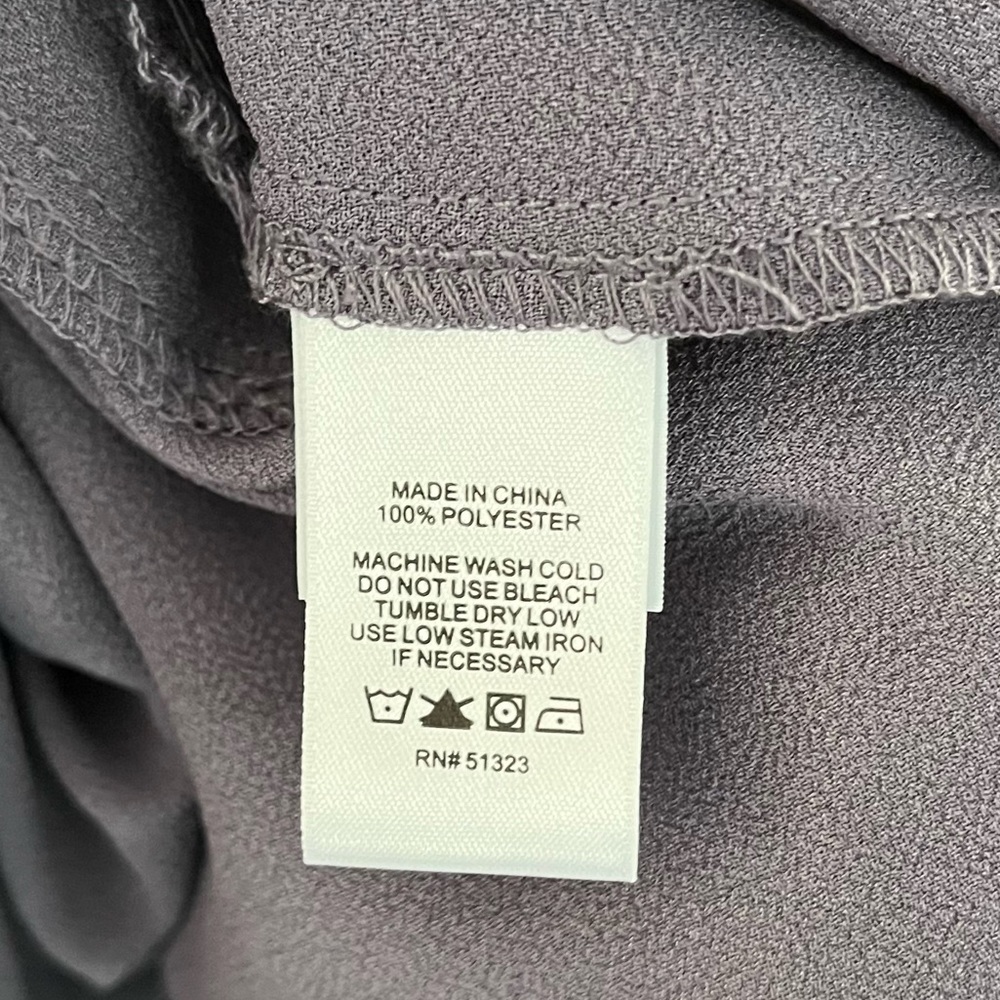 MADE IN CHINA
100% POLYESTER
MACHINE WASH COLD
DO NOT USE BLEACH
TUMBLE DRY LOW
USE LOW STEAM IRON
IF NECESSARY
RN# 51323